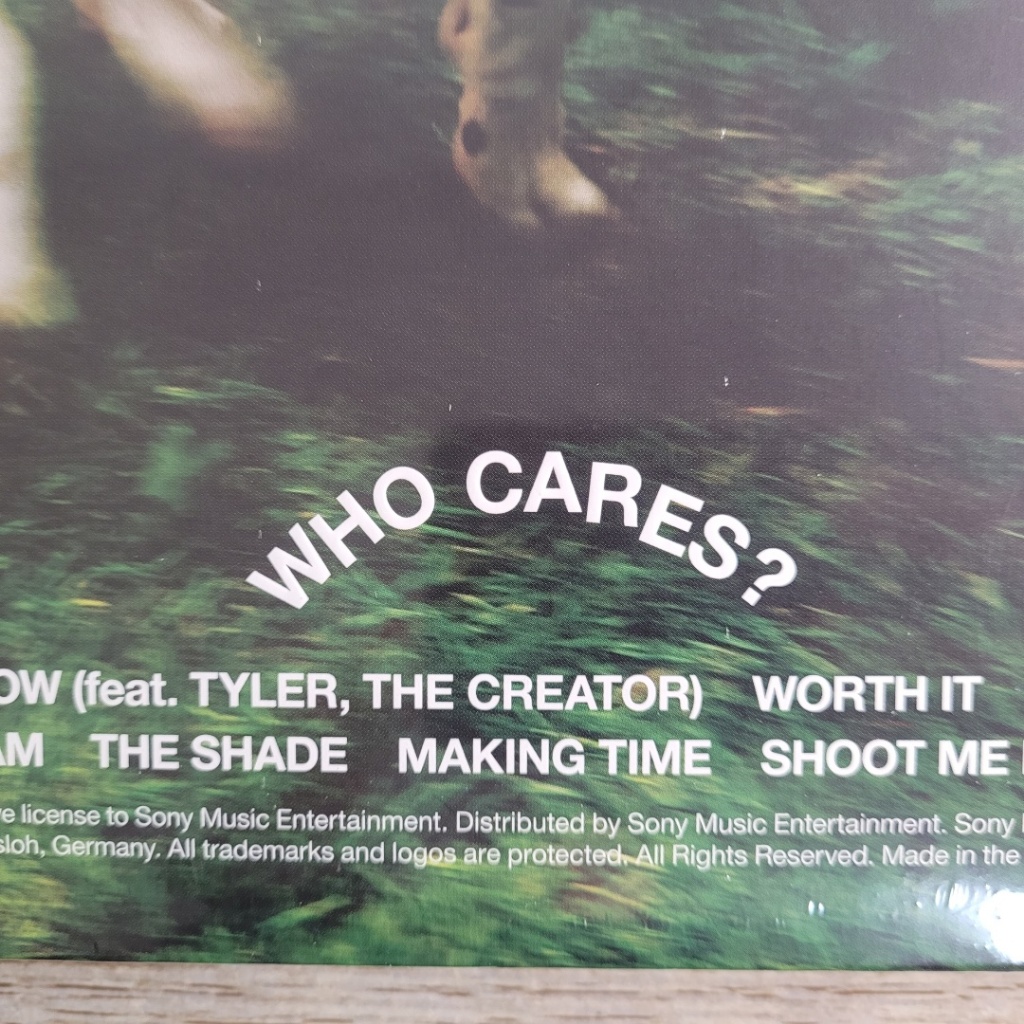 WHO CARES?
OW (feat. TYLER, THE CREATOR) WORTH IT
AM THE SHADE MAKING TIME SHOOT ME
e license to Sony Music Entertainment. Distributed by Sony Music Entertainment. Sony
sloh, Germany. All trademarks and logos are protected. All Rights Reserved. Made in the